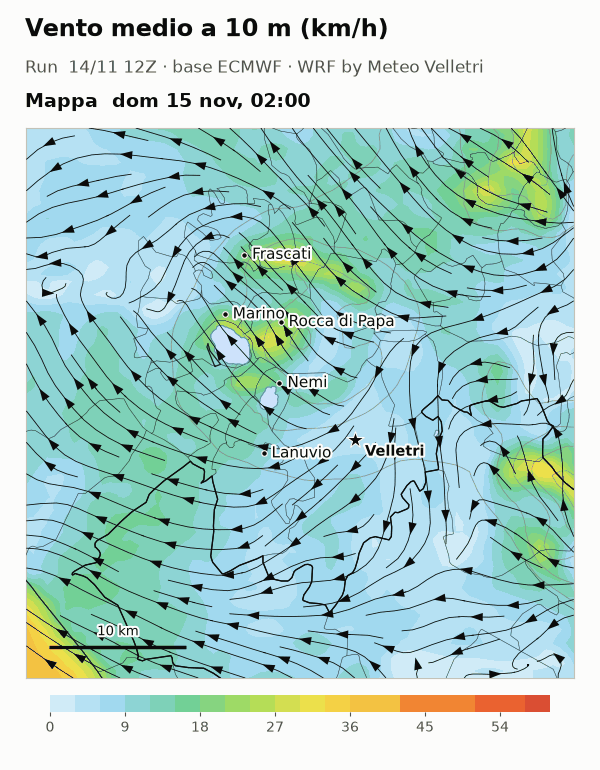 Vento medio a 10 m (km/h)
Run 14/11 12Z · base ECMWF · WRF by Meteo Velletri
Mappa dom 15 nov, 02:00
Frascati
Marino
Rocca di Papa
Nemi
Velletri
Lanuvio
10 km
0 9 18 27 36 45 54